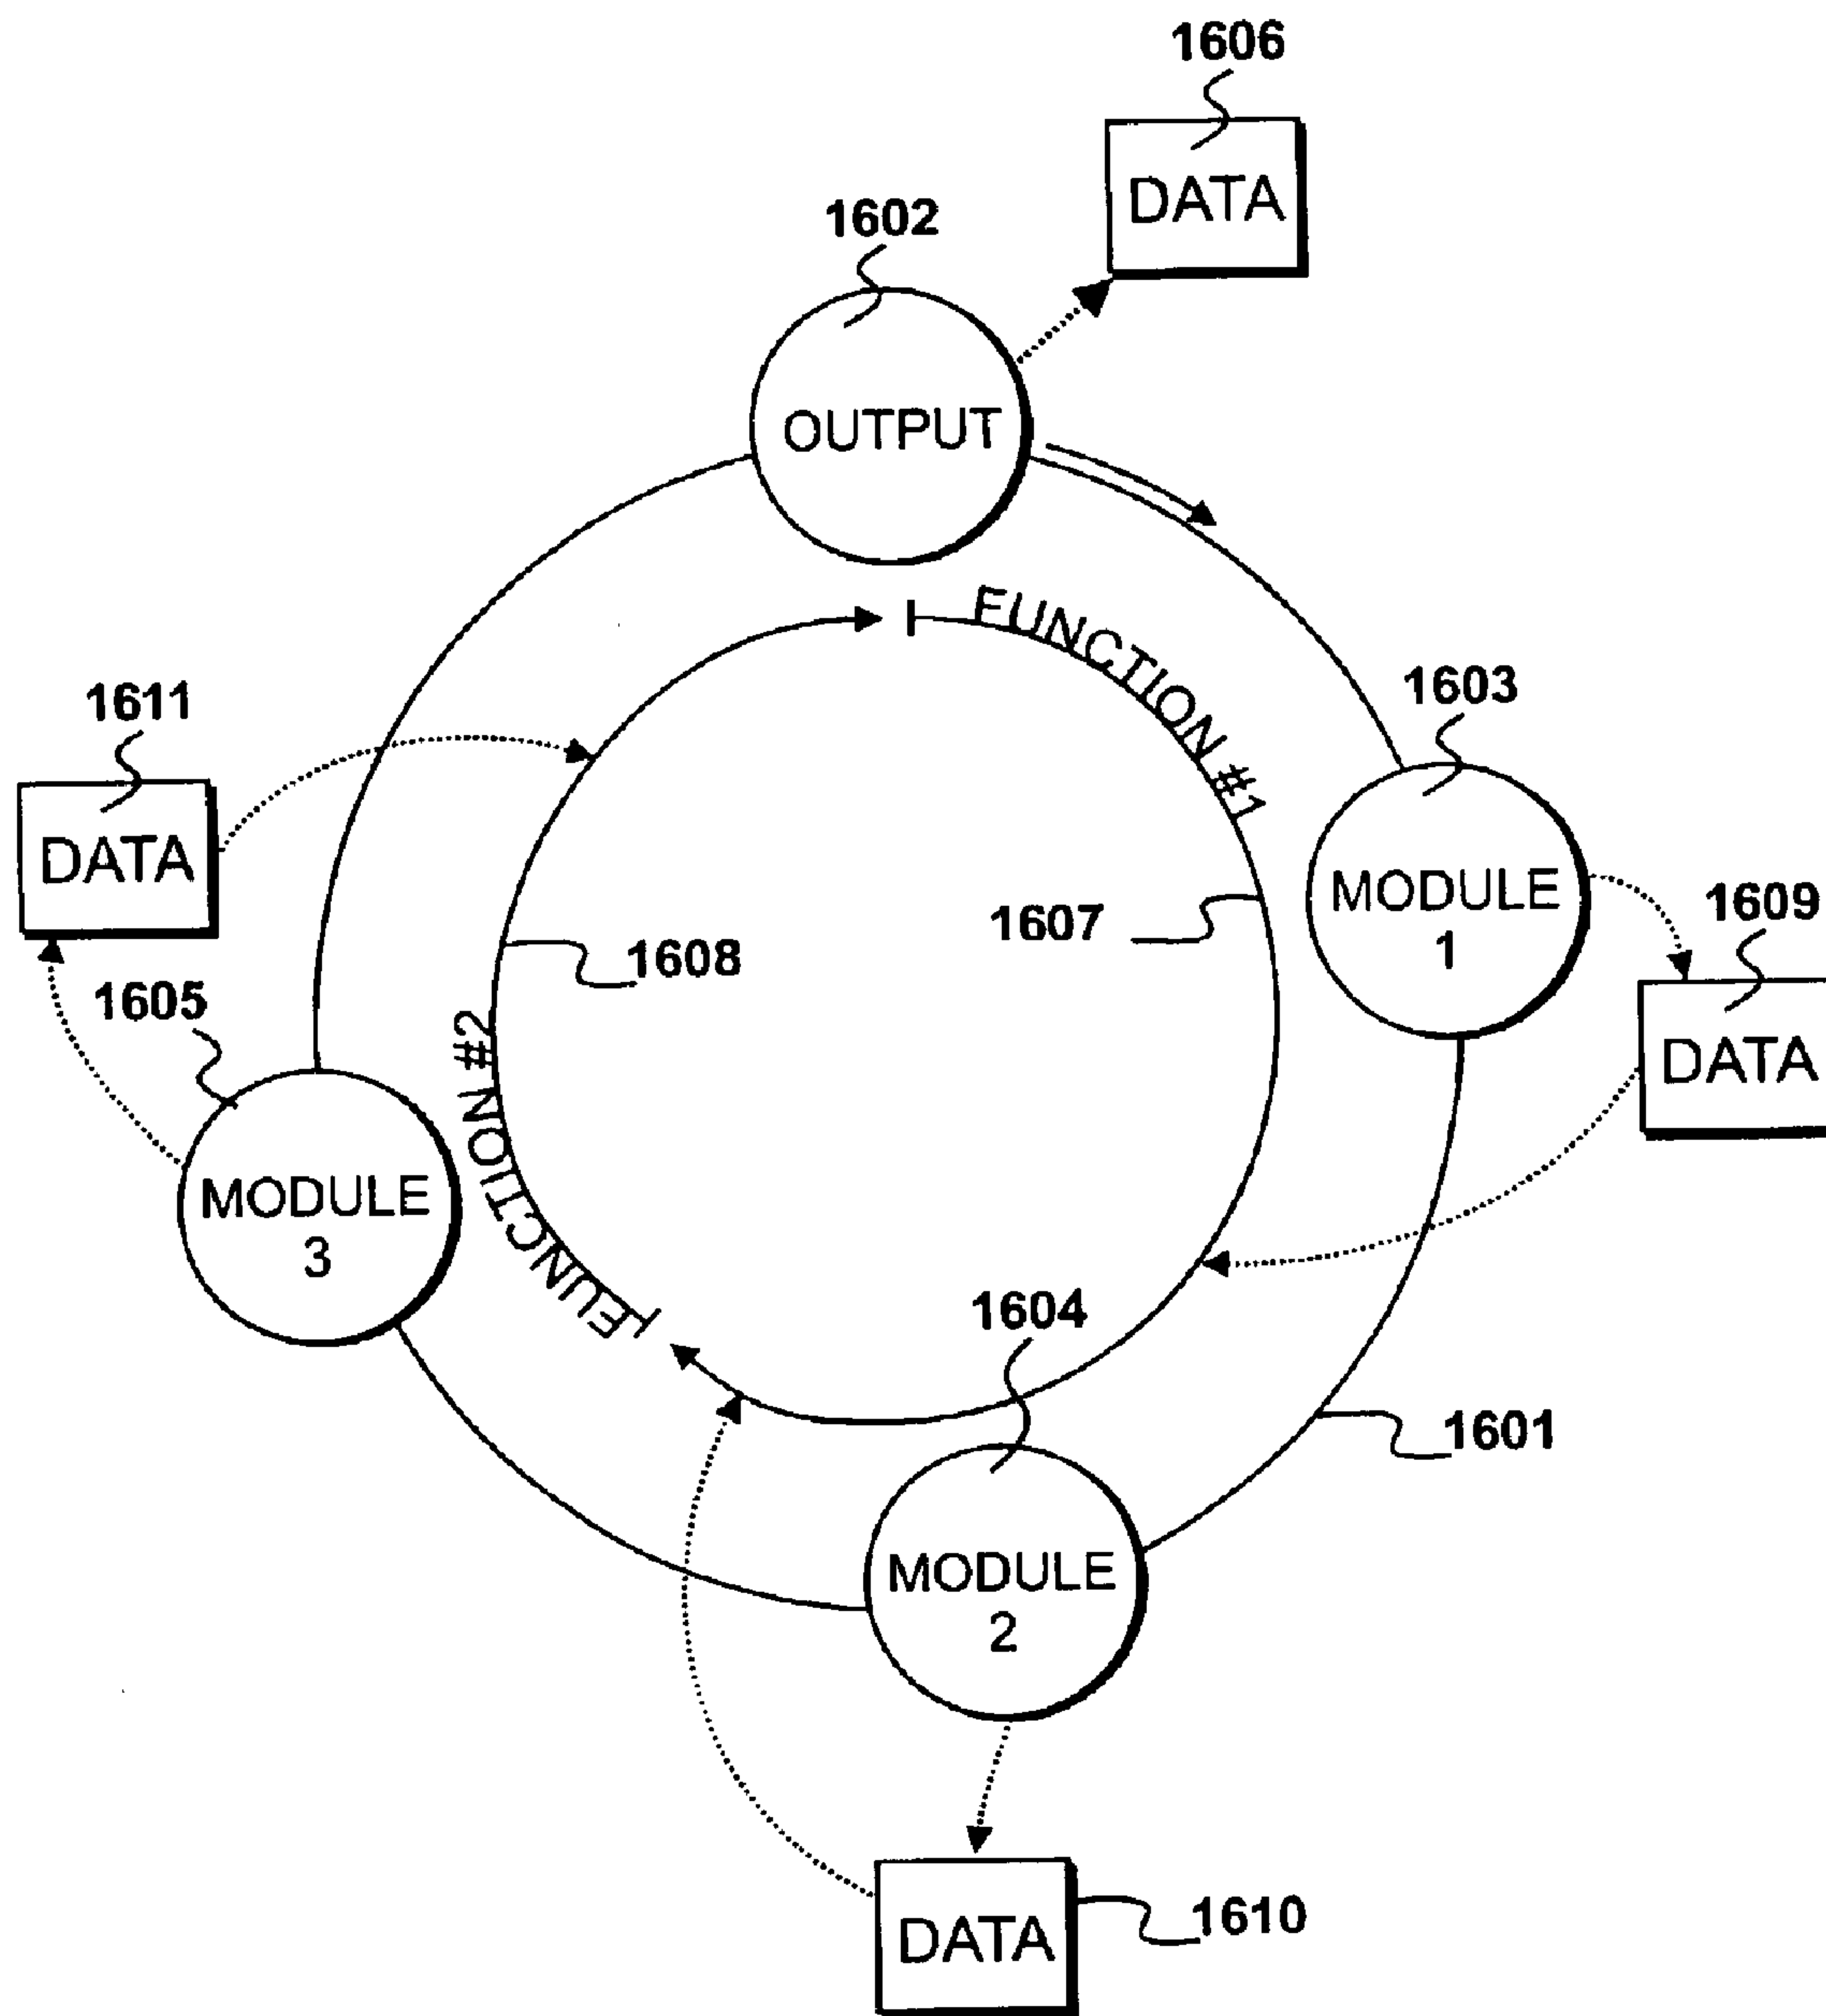 1606
DATA
1602
OUTPUT
FUNCTION #1
1603
1611
DATA
MODULE
1
1609
1607
1608
1605
DATA
FUNCTION #2
MODULE
3
1604
1601
MODULE
2
1610
DATA